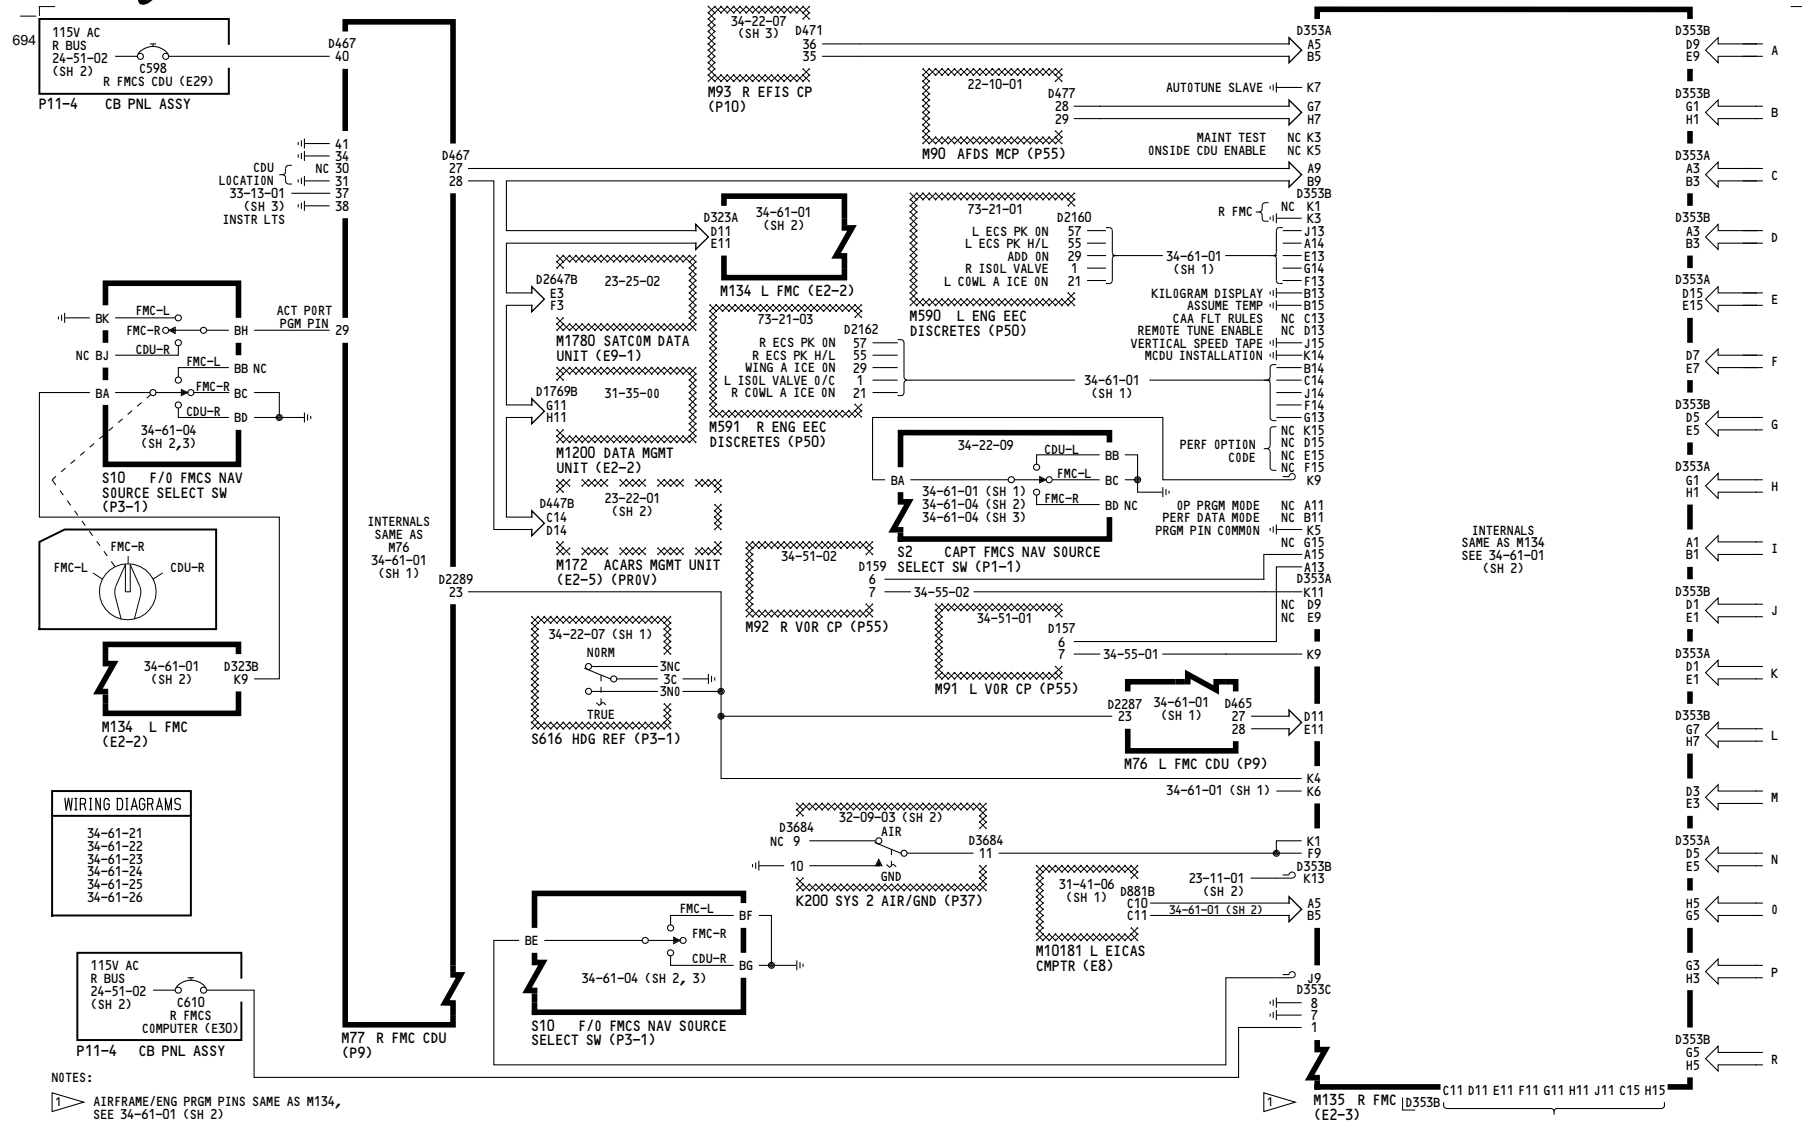 694
115V AC
R BUS
24-51-02
(SH 2)
C598
R FMCS CDU (E29)
P11-4 CB PNL ASSY
D467
40
41
34
NC 30
31
37
38
CDU
LOCATION
33-13-01
(SH 3)
INSTR LTS
D467
27
28
ACT PORT
PGM PIN
29
BK
FMC-L
FMC-R
BH
NC BJ
CDU-R
FMC-L
BB NC
BA
FMC-R
BC
CDU-R
BD
34-61-04
(SH 2,3)
S10 F/O FMCS NAV
SOURCE SELECT SW
(P3-1)
FMC-R
FMC-L
CDU-R
34-61-01
(SH 2)
D323B
K9
M134 L FMC
(E2-2)
WIRING DIAGRAMS
34-61-21
34-61-22
34-61-23
34-61-24
34-61-25
34-61-26
115V AC
R BUS
24-51-02
(SH 2)
C610
R FMCS
COMPUTER (E30)
P11-4 CB PNL ASSY
NOTES:
1 AIRFRAME/ENG PRGM PINS SAME AS M134,
SEE 34-61-01 (SH 2)
INTERNALS
SAME AS
M76
34-61-01
(SH 1)
D2289
23
M77 R FMC CDU
(P9)
34-22-07
(SH 3)
D471
36
35
M93 R EFIS CP
(P10)
22-10-01
D477
28
29
M90 AFDS MCP (P55)
D323A
D11
E11
34-61-01
(SH 2)
M134 L FMC (E2-2)
D2647B
E3
F3
23-25-02
M1780 SATCOM DATA
UNIT (E9-1)
D1769B
G11
H11
31-35-00
M1200 DATA MGMT
UNIT (E2-2)
D447B
C14
D14
23-22-01
(SH 2)
M172 ACARS MGMT UNIT
(E2-5) (PROV)
73-21-01
D2160
L ECS PK ON 57
L ECS PK H/L 55
ADD ON 29
R ISOL VALVE 1
L COWL A ICE ON 21
M590 L ENG EEC
DISCRETES (P50)
34-61-01
(SH 1)
73-21-03
D2162
R ECS PK ON 57
R ECS PK H/L 55
WING A ICE ON 29
L ISOL VALVE O/C 1
R COWL A ICE ON 21
M591 R ENG EEC
DISCRETES (P50)
34-61-01
(SH 1)
34-22-09
CDU-L
BB
BA
FMC-L
BC
FMC-R
BD NC
34-61-01 (SH 1)
34-61-04 (SH 2)
34-61-04 (SH 3)
S2 CAPT FMCS NAV SOURCE
SELECT SW (P1-1)
34-51-02
D159
6
7
34-55-02
M92 R VOR CP (P55)
34-51-01
D157
6
7
34-55-01
M91 L VOR CP (P55)
34-22-07 (SH 1)
NORM
3NC
3C
3NO
TRUE
S616 HDG REF (P3-1)
D2287
23
34-61-01
(SH 1)
D465
27
28
M76 L FMC CDU (P9)
34-61-01 (SH 1)
32-09-03 (SH 2)
D3684
NC 9
AIR
D3684
11
10
GND
K200 SYS 2 AIR/GND (P37)
31-41-06
(SH 1)
D881B
C10
C11
34-61-01 (SH 2)
M10181 L EICAS
CMPTR (E8)
23-11-01
(SH 2)
FMC-L
BF
BE
FMC-R
CDU-R
BG
34-61-04 (SH 2, 3)
S10 F/O FMCS NAV SOURCE
SELECT SW (P3-1)
D353A
A5
B5
AUTOTUNE SLAVE K7
G7
H7
MAINT TEST NC K3
ONSIDE CDU ENABLE NC K5
A9
B9
D353B
R FMC
NC K1
K3
J13
A14
E13
G14
F13
KILOGRAM DISPLAY B13
ASSUME TEMP B15
CAA FLT RULES NC C13
REMOTE TUNE ENABLE NC D13
VERTICAL SPEED TAPE J15
MCDU INSTALLATION K14
B14
C14
J14
F14
G13
PERF OPTION
CODE
NC K15
NC D15
NC E15
NC F15
K9
OP PRGM MODE NC A11
PERF DATA MODE NC B11
PRGM PIN COMMON K5
NC G15
A15
A13
D353A
K11
NC D9
NC E9
K9
D11
E11
K4
K6
K1
F9
D353B
K13
A5
B5
J9
D353C
8
7
1
INTERNALS
SAME AS M134
SEE 34-61-01
(SH 2)
1 M135 R FMC
(E2-3)
D353B C11 D11 E11 F11 G11 H11 J11 C15 H15
D353B
D9
E9
A
D353B
G1
H1
B
D353A
A3
B3
C
D353B
A3
B3
D
D353A
D15
E15
E
D7
E7
F
D353B
D5
E5
G
D353A
G1
H1
H
A1
B1
I
D353B
D1
E1
J
D353A
D1
E1
K
D353B
G7
H7
L
D3
E3
M
D353A
D5
E5
N
H5
G5
O
G3
H3
P
D353B
G5
H5
R